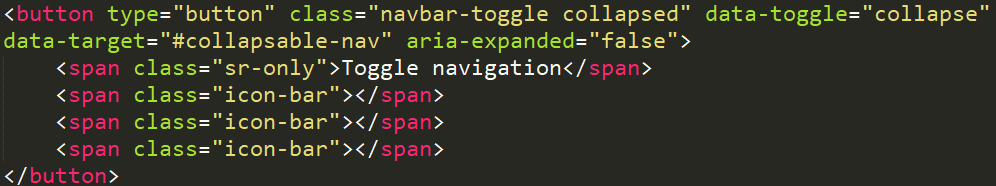 <button type="button" class="navbar-toggle collapsed" data-toggle="collapse"
data-target="#collapsable-nav" aria-expanded="false">
    <span class="sr-only">Toggle navigation</span>
    <span class="icon-bar"></span>
    <span class="icon-bar"></span>
    <span class="icon-bar"></span>
</button>